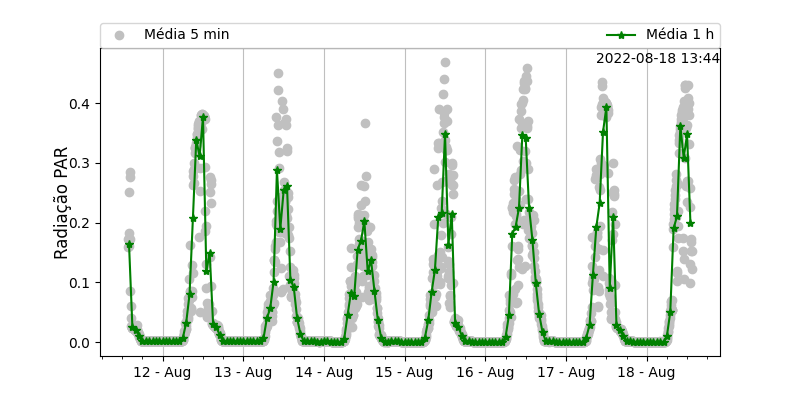 Média 5 min
Média 1 h
2022-08-18 13:44
Radiação PAR
0.4
0.3
0.2
0.1
0.0
12 - Aug
13 - Aug
14 - Aug
15 - Aug
16 - Aug
17 - Aug
18 - Aug